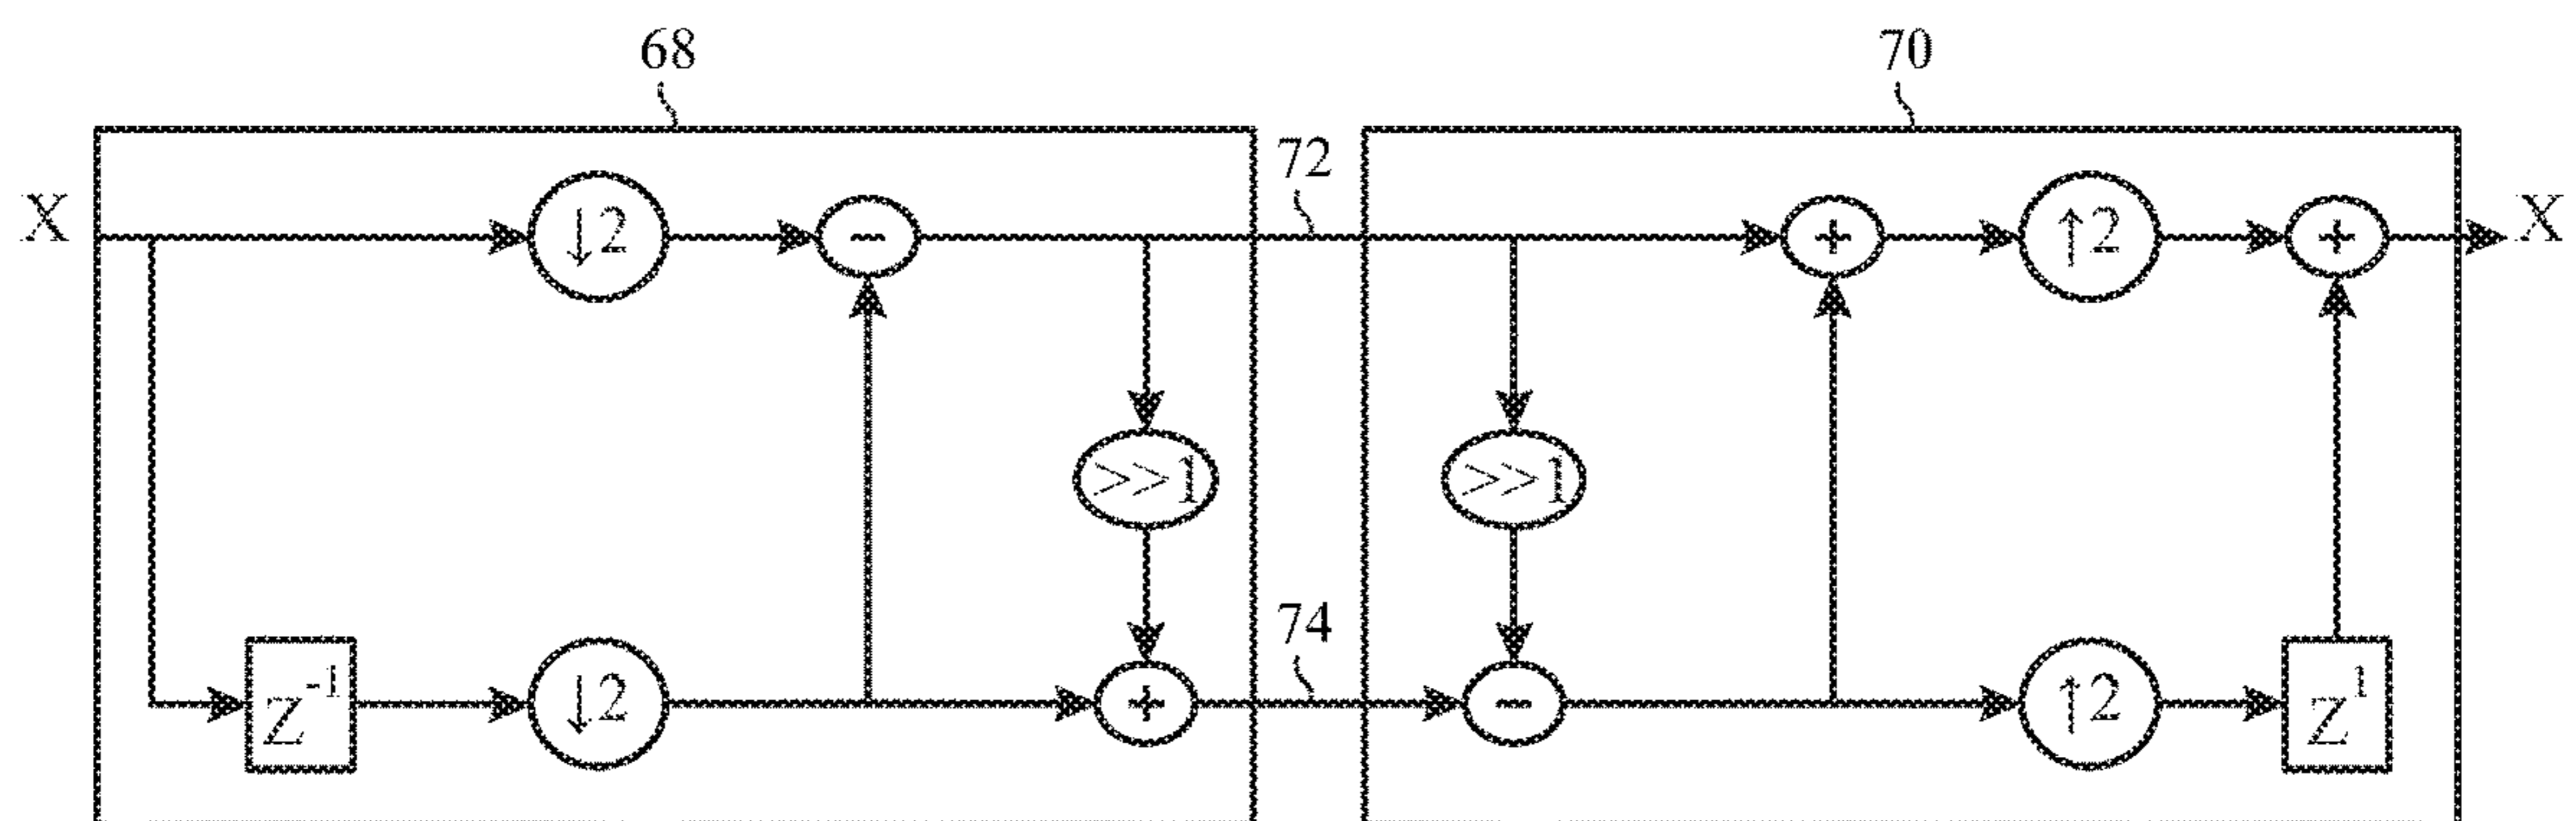 68 70
72
X ↓2 − + ↑2 + X
>>1 >>1
74
Z⁻¹ ↓2 + − ↑2 Z¹